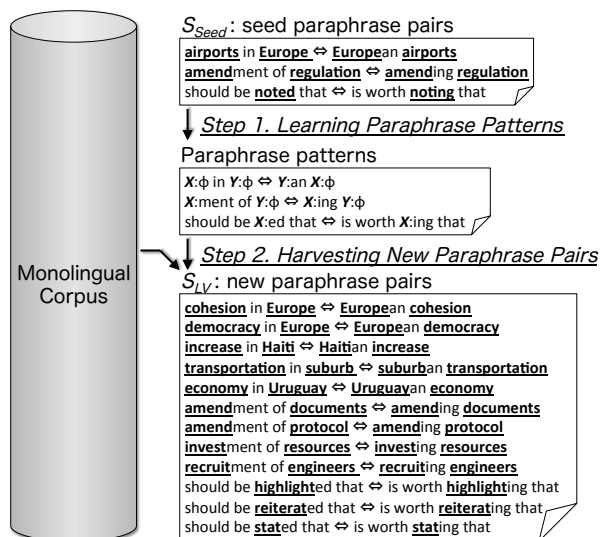 S_Seed : seed paraphrase pairs
airports in Europe ⇔ European airports
amendment of regulation ⇔ amending regulation
should be noted that ⇔ is worth noting that
Step 1. Learning Paraphrase Patterns
Paraphrase patterns
X:φ in Y:φ ⇔ Y:an X:φ
X:ment of Y:φ ⇔ X:ing Y:φ
should be X:ed that ⇔ is worth X:ing that
Step 2. Harvesting New Paraphrase Pairs
Monolingual
Corpus
S_LV : new paraphrase pairs
cohesion in Europe ⇔ European cohesion
democracy in Europe ⇔ European democracy
increase in Haiti ⇔ Haitian increase
transportation in suburb ⇔ suburban transportation
economy in Uruguay ⇔ Uruguayan economy
amendment of documents ⇔ amending documents
amendment of protocol ⇔ amending protocol
investment of resources ⇔ investing resources
recruitment of engineers ⇔ recruiting engineers
should be highlighted that ⇔ is worth highlighting that
should be reiterated that ⇔ is worth reiterating that
should be stated that ⇔ is worth stating that